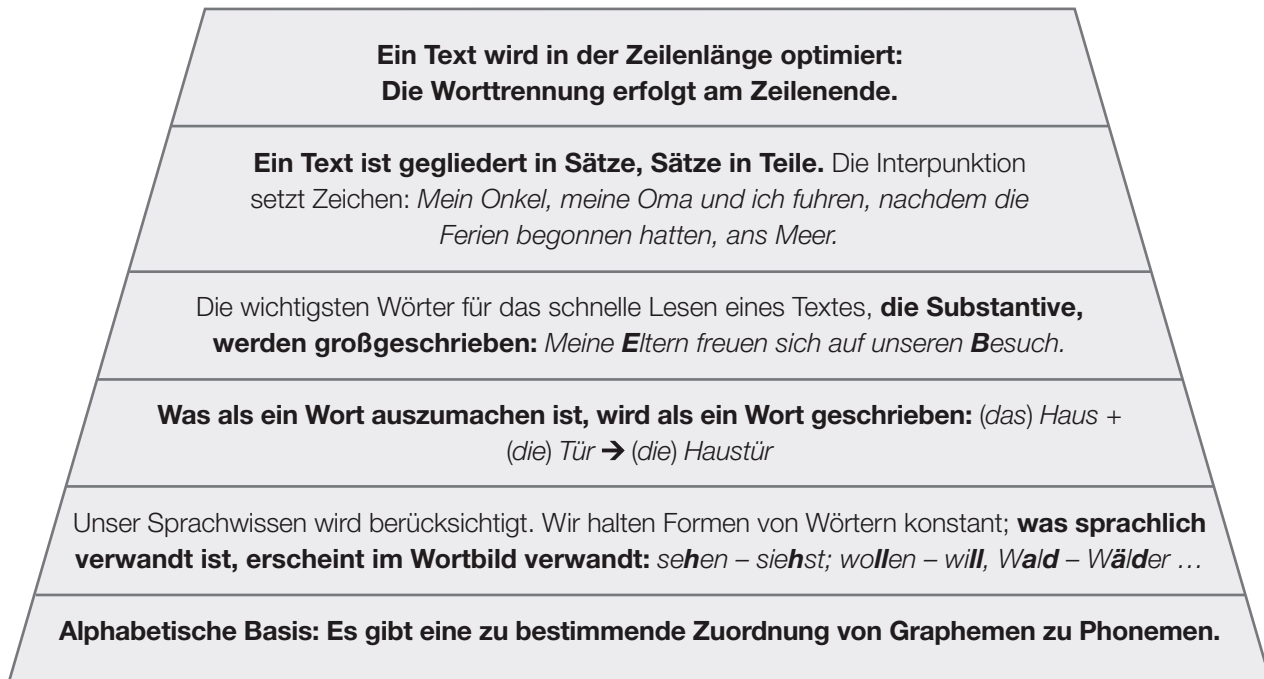 Ein Text wird in der Zeilenlänge optimiert:
Die Worttrennung erfolgt am Zeilenende.
Ein Text ist gegliedert in Sätze, Sätze in Teile. Die Interpunktion
setzt Zeichen: Mein Onkel, meine Oma und ich fuhren, nachdem die
Ferien begonnen hatten, ans Meer.
Die wichtigsten Wörter für das schnelle Lesen eines Textes, die Substantive,
werden großgeschrieben: Meine Eltern freuen sich auf unseren Besuch.
Was als ein Wort auszumachen ist, wird als ein Wort geschrieben: (das) Haus +
(die) Tür ➔ (die) Haustür
Unser Sprachwissen wird berücksichtigt. Wir halten Formen von Wörtern konstant; was sprachlich
verwandt ist, erscheint im Wortbild verwandt: sehen – siehst; wollen – will, Wald – Wälder …
Alphabetische Basis: Es gibt eine zu bestimmende Zuordnung von Graphemen zu Phonemen.